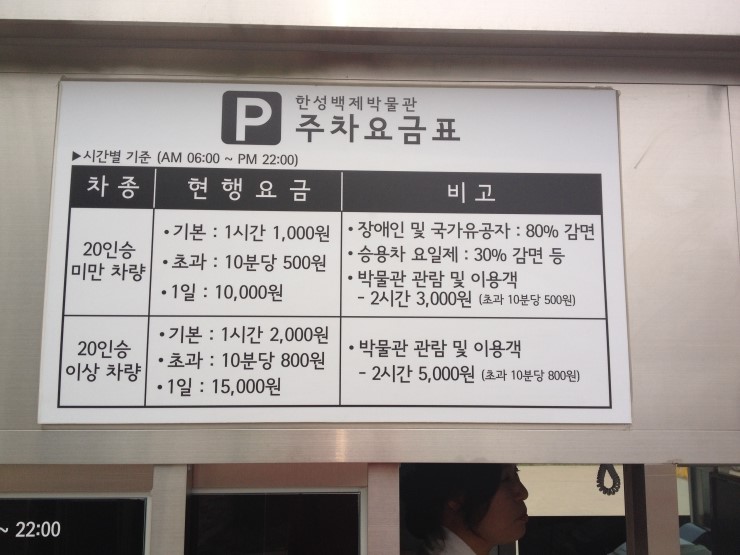 P 한성백제박물관
주차요금표
▶시간별 기준 (AM 06:00 ~ PM 22:00)
차종 현행요금 비고
20인승 미만 차량
• 기본 : 1시간 1,000원
• 초과 : 10분당 500원
• 1일 : 10,000원
• 장애인 및 국가유공자 : 80% 감면
• 승용차 요일제 : 30% 감면 등
• 박물관 관람 및 이용객
- 2시간 3,000원 (초과 10분당 500원)
20인승 이상 차량
• 기본 : 1시간 2,000원
• 초과 : 10분당 800원
• 1일 : 15,000원
• 박물관 관람 및 이용객
- 2시간 5,000원 (초과 10분당 800원)
~ 22:00